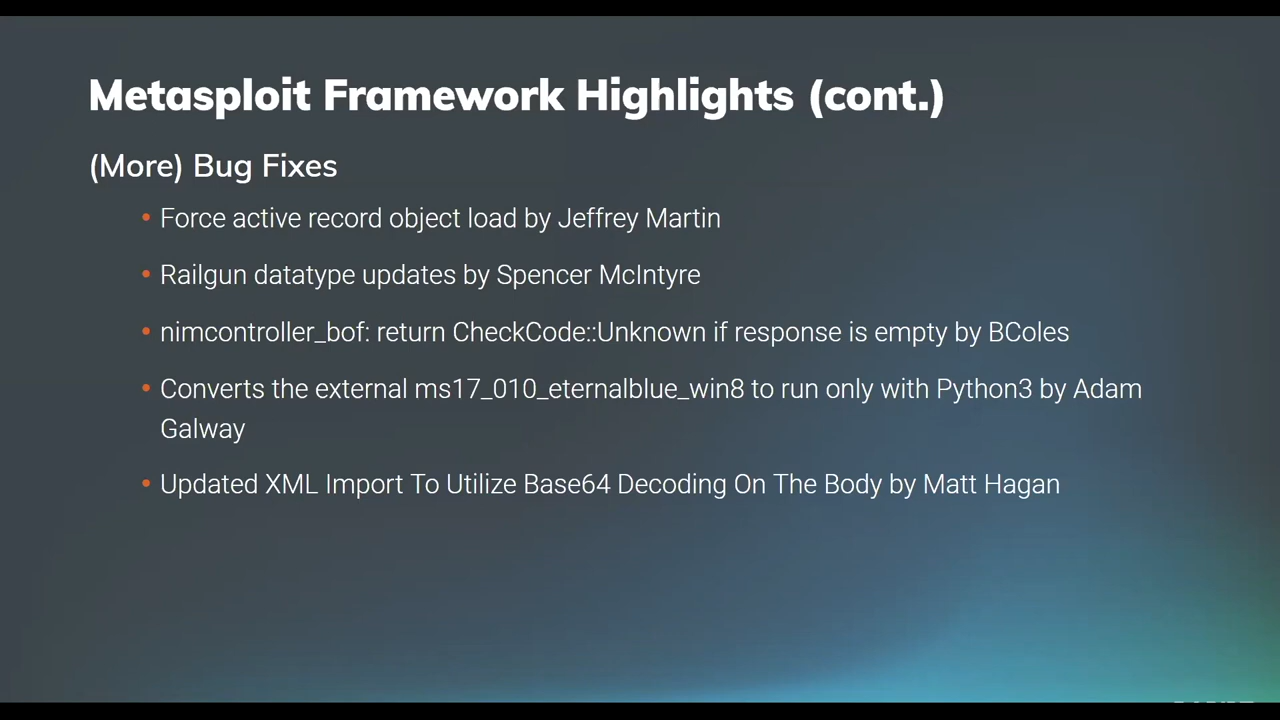 Metasploit Framework Highlights (cont.)
(More) Bug Fixes
• Force active record object load by Jeffrey Martin
• Railgun datatype updates by Spencer McIntyre
• nimcontroller_bof: return CheckCode::Unknown if response is empty by BColes
• Converts the external ms17_010_eternalblue_win8 to run only with Python3 by Adam
Galway
• Updated XML Import To Utilize Base64 Decoding On The Body by Matt Hagan